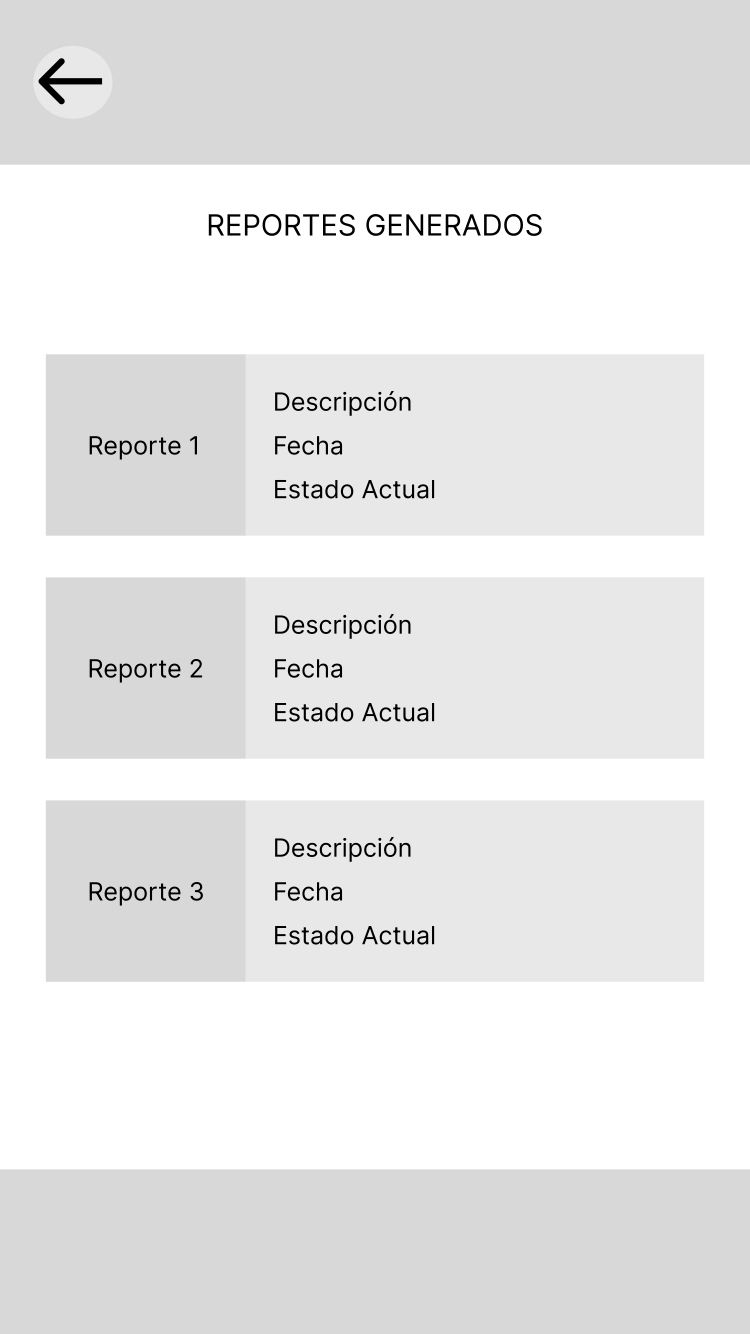 REPORTES GENERADOS
Reporte 1
Descripción
Fecha
Estado Actual
Reporte 2
Descripción
Fecha
Estado Actual
Reporte 3
Descripción
Fecha
Estado Actual